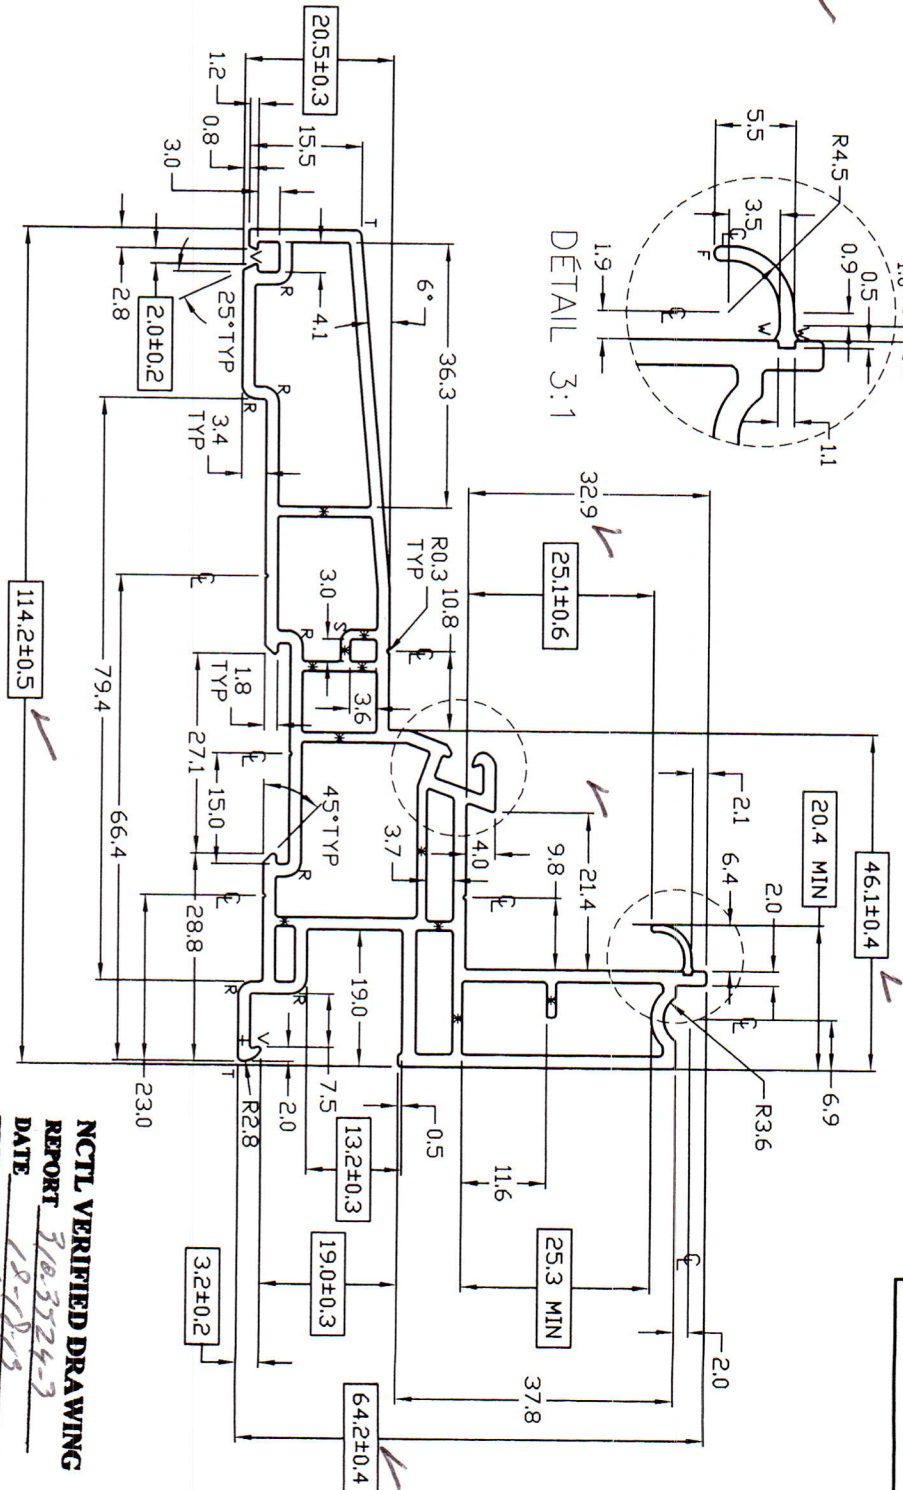 20.5±0.3
1.2
0.8
15.5
3.0
T
5.5
R4.5
3.5
℄
F
0.9
0.5
1.9
℄
W
W
1.1
DETAIL 3:1
2.8
2.0±0.2
25°TYP
V
R
4.1
6°
36.3
R
R
3.4
TYP
32.9
25.1±0.6
R0.3
TYP
10.8
℄
℄
3.0
S
R
3.6
1.8
TYP
27.1
℄
15.0
45°TYP
R
3.7
4.0
9.8
21.4
℄
2.1
20.4 MIN
6.4
2.0
46.1±0.4
℄
6.9
R3.6
114.2±0.5
79.4
66.4
℄
28.8
23.0
19.0
R
R
V
T
R2.8
2.0
7.5
0.5
13.2±0.3
11.6
19.0±0.3
25.3 MIN
3.2±0.2
℄
2.0
37.8
64.2±0.4
NCTL VERIFIED DRAWING
REPORT 310.3524-3
DATE